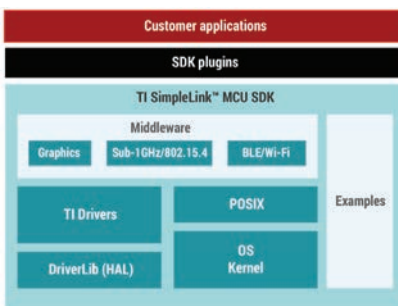 Customer applications
SDK plugins
TI SimpleLink™ MCU SDK
Middleware
Graphics
Sub-1GHz/802.15.4
BLE/Wi-Fi
Examples
TI Drivers
POSIX
DriverLib (HAL)
OS
Kernel